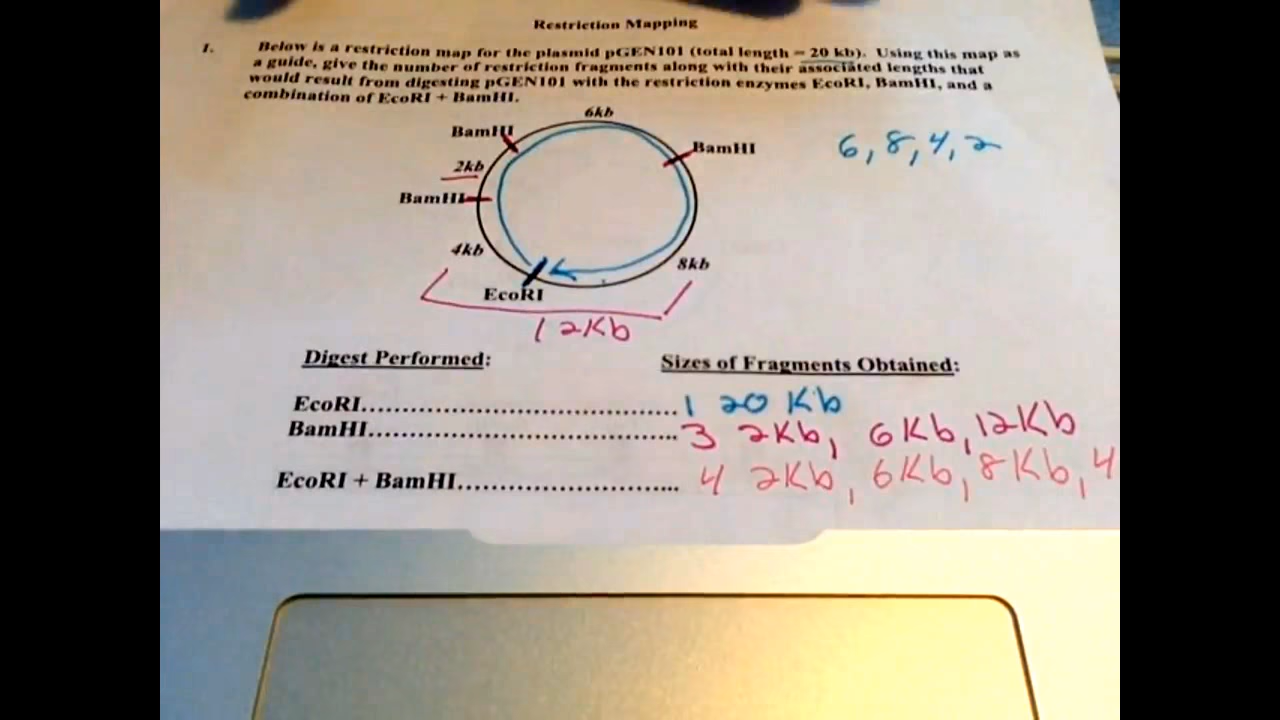 Restriction Mapping
1. Below is a restriction map for the plasmid pGEN101 (total length = 20 kb). Using this map as
a guide, give the number of restriction fragments along with their associated lengths that
would result from digesting pGEN101 with the restriction enzymes EcoRI, BamHI, and a
combination of EcoRI + BamHI.
6kb
BamHI
BamHI
6, 8, 4, 2
2kb
BamHI
4kb
8kb
EcoRI
12Kb
Digest Performed: Sizes of Fragments Obtained:
EcoRI.......................................... 1 20 Kb
BamHI.......................................... 3 2Kb, 6Kb, 12Kb
EcoRI + BamHI.............................. 4 2Kb, 6Kb, 8Kb, 4